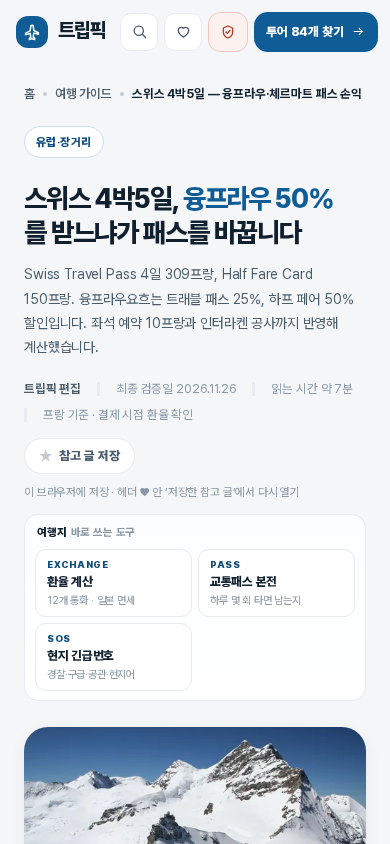 트립픽
투어 84개 찾기 →
홈 • 여행 가이드 • 스위스 4박5일 — 융프라우·체르마트 패스 손익
유럽·장거리
스위스 4박5일, 융프라우 50%
를 받느냐가 패스를 바꿉니다
Swiss Travel Pass 4일 309프랑, Half Fare Card
150프랑. 융프라우요흐는 트래블 패스 25%, 하프 페어 50%
할인입니다. 좌석 예약 10프랑과 인터라켄 공사까지 반영해
계산했습니다.
트립픽 편집 | 최종 검증일 2026.11.26 | 읽는 시간 약 7분
| 프랑 기준 · 결제 시점 환율 확인
★ 참고 글 저장
이 브라우저에 저장 · 헤더 ♥ 안 '저장한 참고 글'에서 다시 열기
여행지 바로 쓰는 도구
EXCHANGE
환율 계산
12개 통화 · 일본 면세
PASS
교통패스 본전
하루 몇 회 타면 남는지
SOS
현지 긴급번호
경찰·구급·공관·현지어